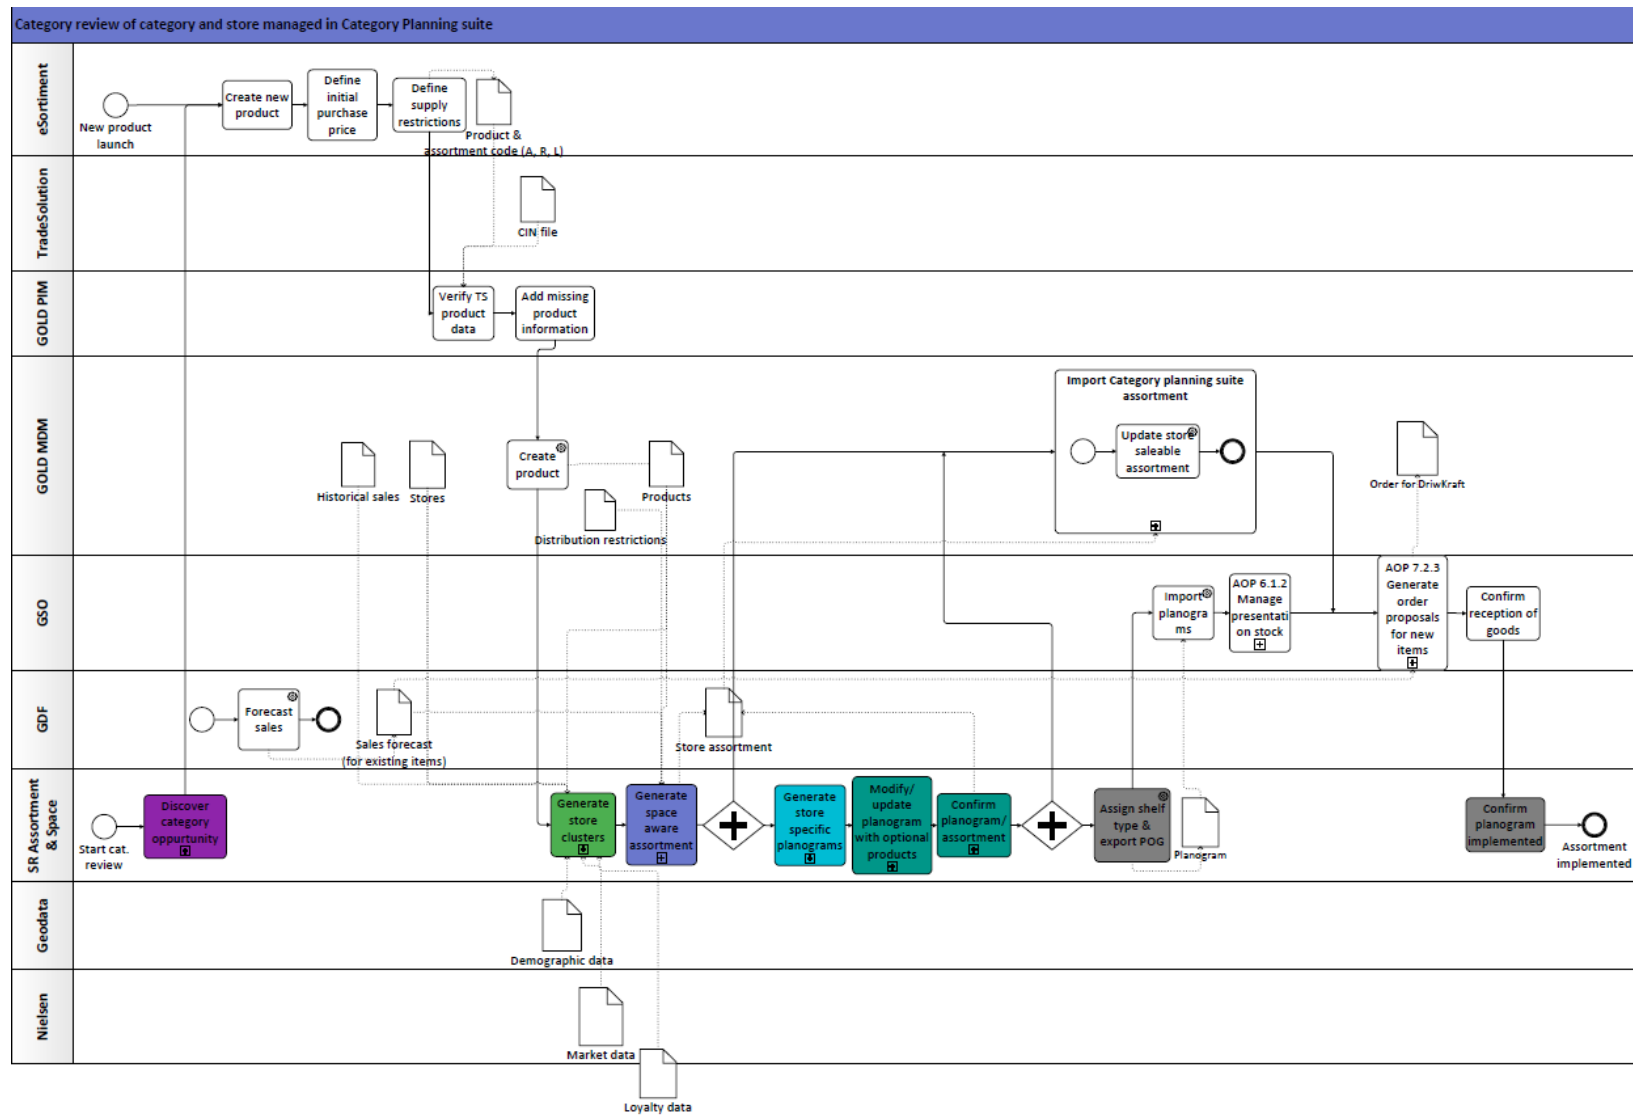 Category review of category and store managed in Category Planning suite
eSortiment
New product
launch
Create new
product
Define
initial
purchase
price
Define
supply
restrictions
Product &
assortment code (A, R, L)
TradeSolution
CIN file
GOLD PIM
Verify TS
product
data
Add missing
product
information
GOLD MDM
Historical sales
Stores
Create
product
Products
Distribution restrictions
Import Category planning suite
assortment
Update store
saleable
assortment
Order for DriwKraft
GSO
Import
planogra
ms
AOP 6.1.2
Manage
presentati
on stock
AOP 7.2.3
Generate
order
proposals
for new
items
Confirm
reception of
goods
GDF
Forecast
sales
Sales forecast
(for existing items)
Store assortment
SR Assortment
& Space
Start cat.
review
Discover
category
oppurtunity
Generate
store
clusters
Generate
space
aware
assortment
Generate
store
specific
planograms
Modify/
update
planogram
with optional
products
Confirm
planogram/
assortment
Assign shelf
type &
export POG
Planogram
Confirm
planogram
implemented
Assortment
implemented
Geodata
Demographic data
Nielsen
Market data
Loyalty data